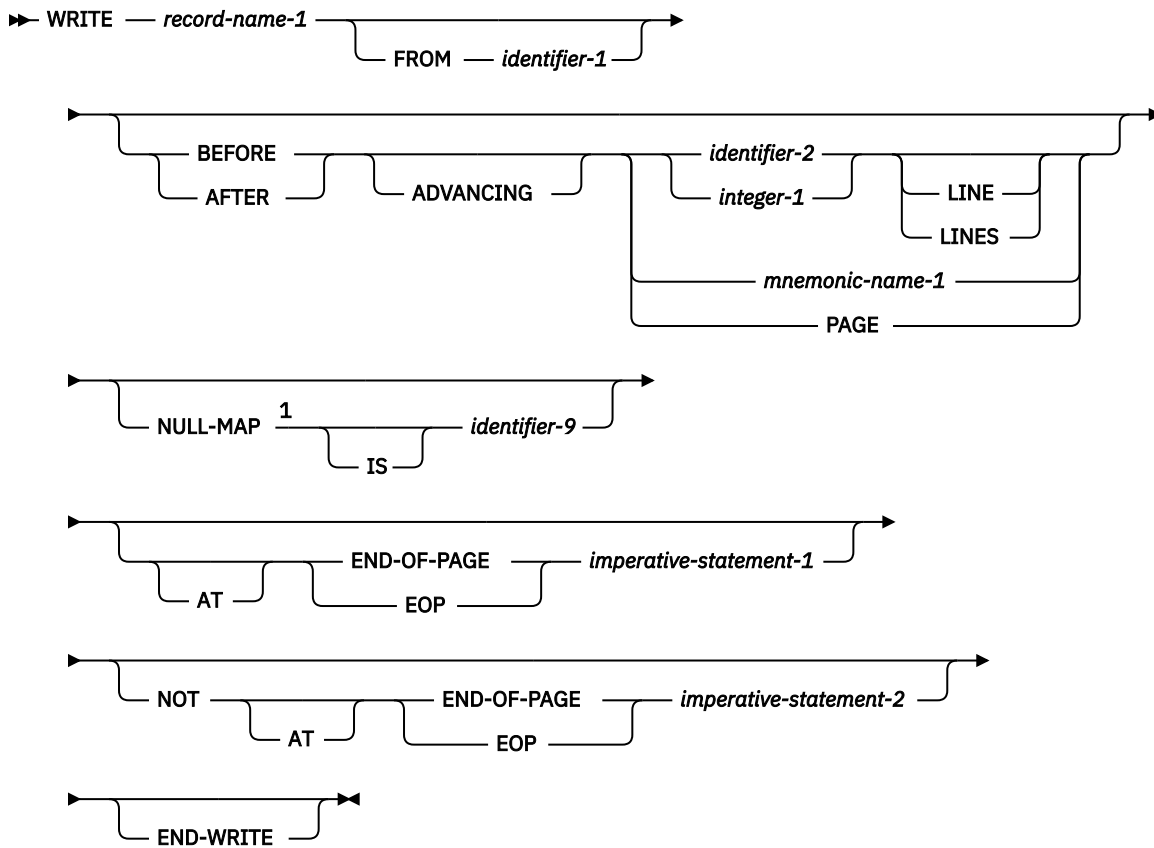 WRITE record-name-1
FROM identifier-1
BEFORE identifier-2
AFTER ADVANCING integer-1 LINE
LINES
mnemonic-name-1
PAGE
NULL-MAP 1 identifier-9
IS
END-OF-PAGE imperative-statement-1
AT EOP
NOT END-OF-PAGE imperative-statement-2
AT EOP
END-WRITE